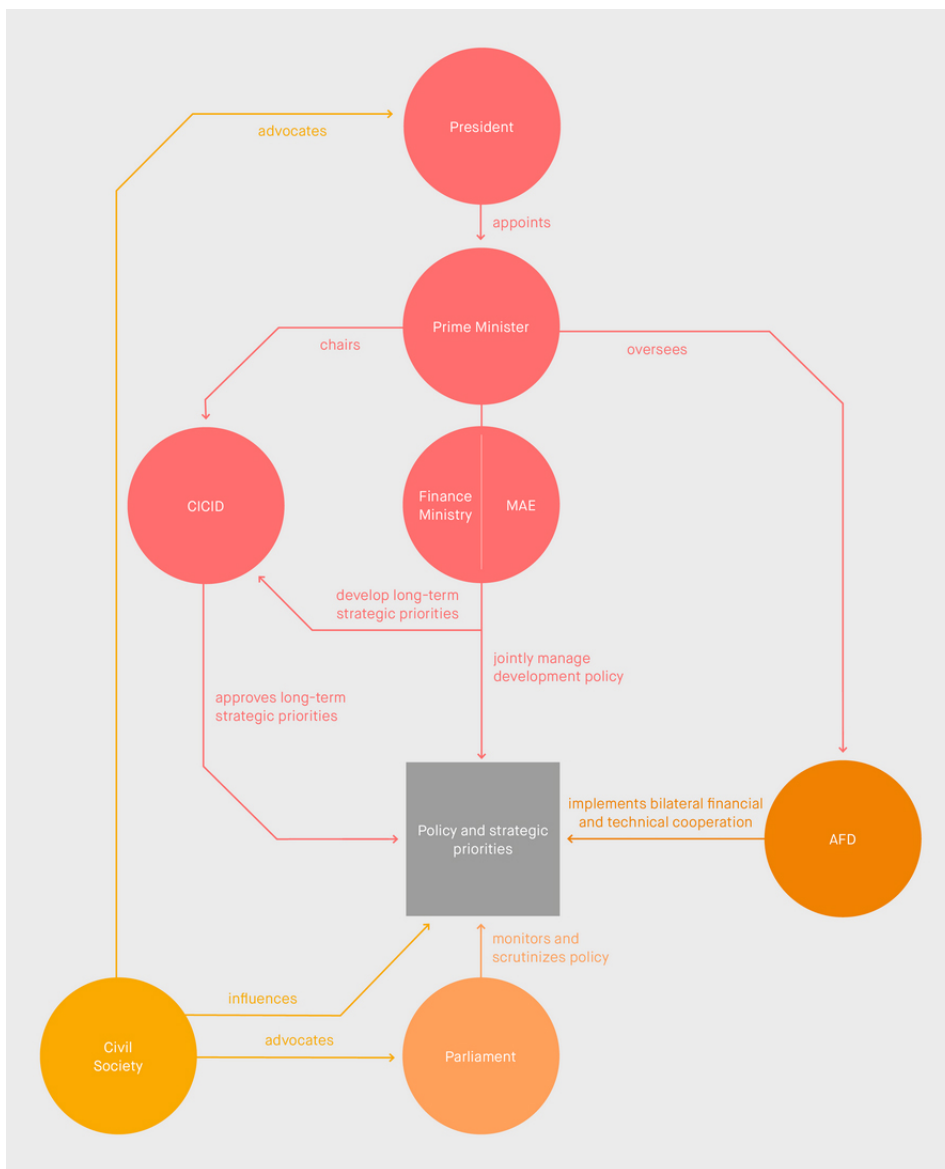 President
advocates
appoints
Prime Minister
chairs
oversees
CICID
Finance
Ministry
MAE
develop long-term
strategic priorities
jointly manage
development policy
approves long-term
strategic priorities
implements bilateral financial
and technical cooperation
Policy and strategic
priorities
AFD
monitors and
scrutinizes policy
influences
advocates
Civil
Society
Parliament